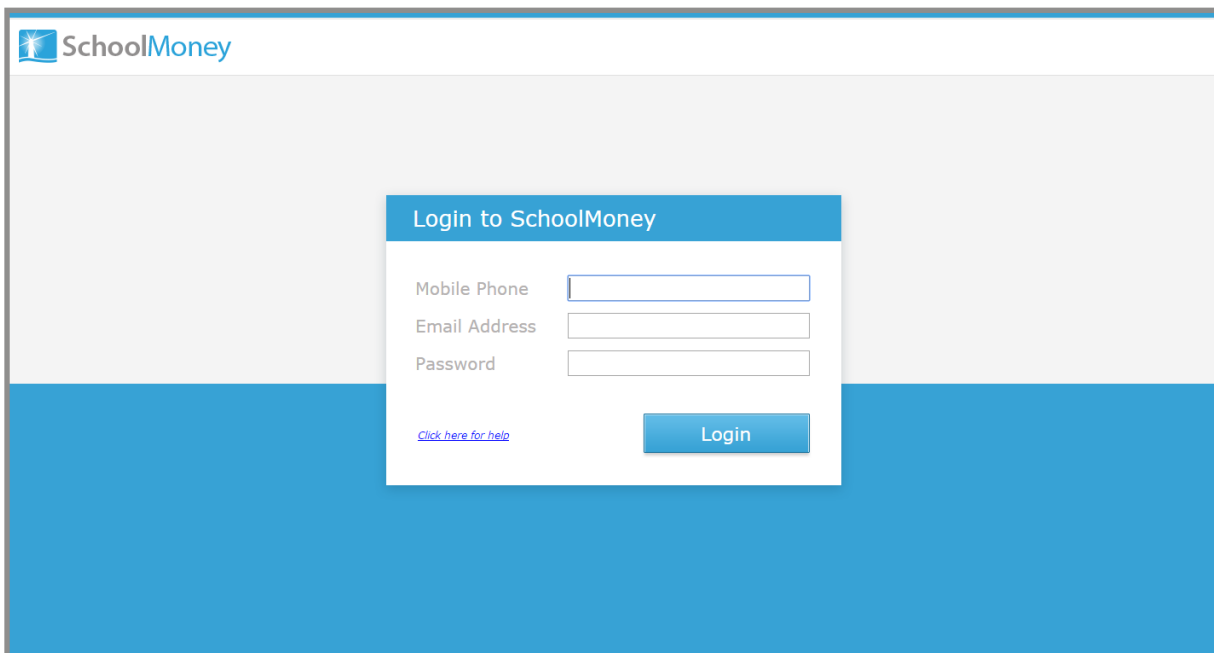 SchoolMoney
Login to SchoolMoney
Mobile Phone
Email Address
Password
Click here for help
Login